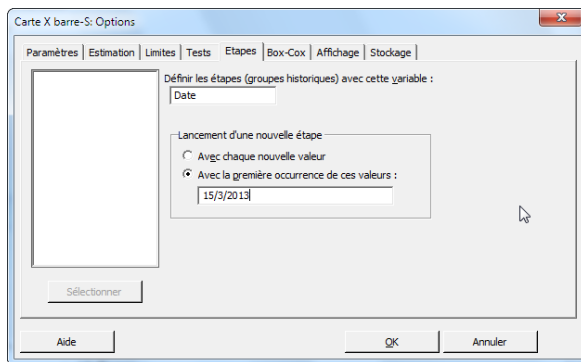 Carte X barre-S: Options
Paramètres Estimation Limites Tests Etapes Box-Cox Affichage Stockage
Définir les étapes (groupes historiques) avec cette variable :
Date
Lancement d'une nouvelle étape
Avec chaque nouvelle valeur
Avec la première occurrence de ces valeurs :
15/3/2013
Sélectionner
Aide OK Annuler